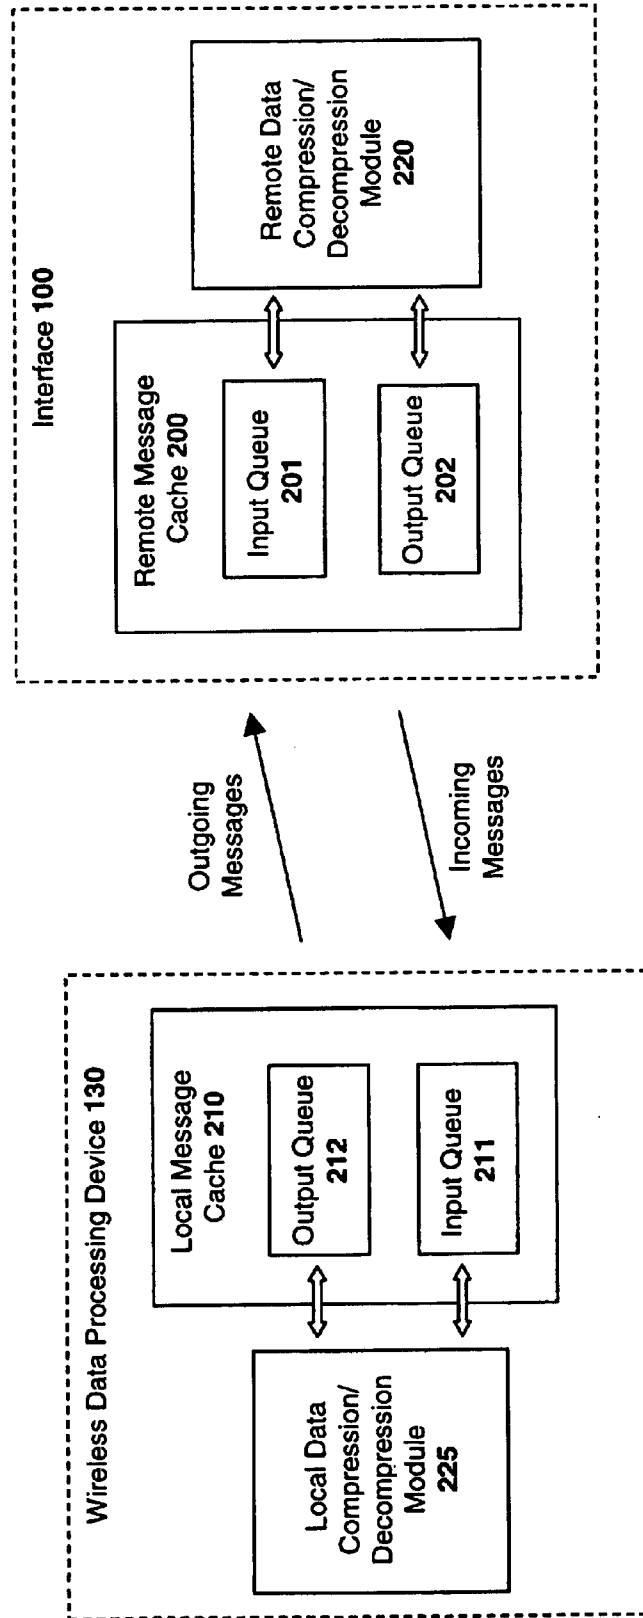 Wireless Data Processing Device 130
Local Data
Compression/
Decompression
Module
225
Local Message
Cache 210
Output Queue
212
Input Queue
211
Outgoing
Messages
Incoming
Messages
Interface 100
Remote Message
Cache 200
Input Queue
201
Output Queue
202
Remote Data
Compression/
Decompression
Module
220